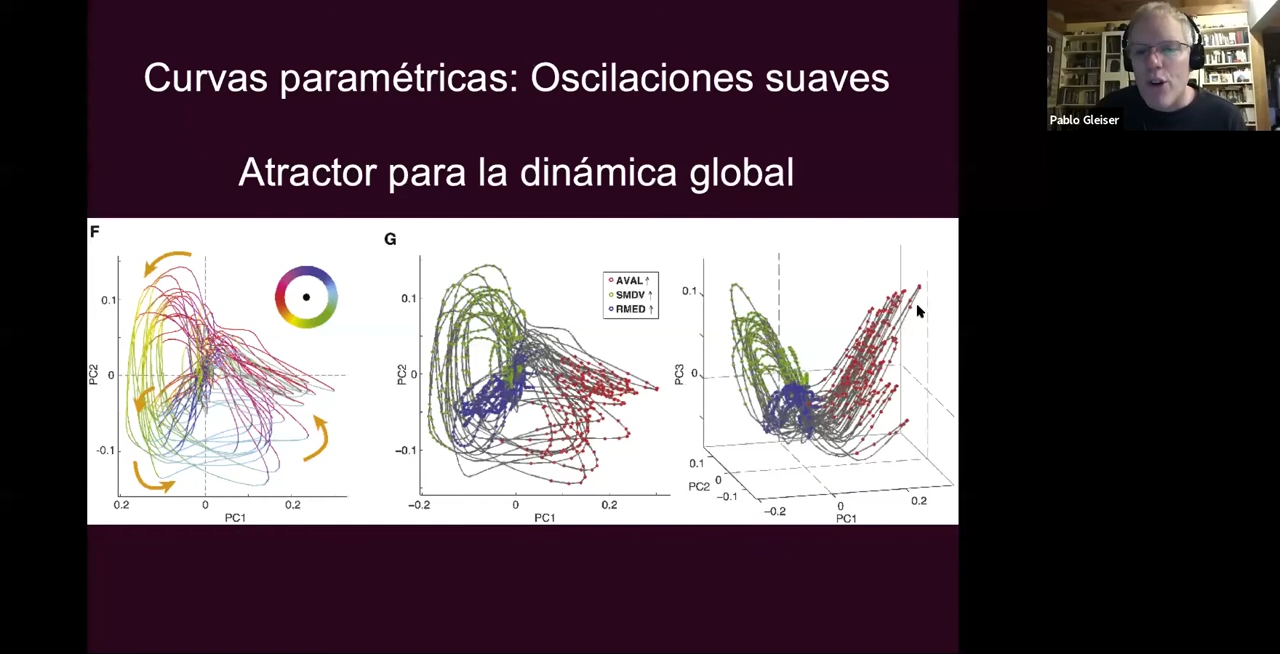 Curvas paramétricas: Oscilaciones suaves
Atractor para la dinámica global
Pablo Gleiser
F
0.1
0
-0.1
PC2
0.2
0
0.2
PC1
G
AVAL ↑
SMDV ↑
RMED ↑
0.1
0
−0.1
PC2
−0.2
0
0.2
PC1
0.1
0
PC3
0.1
0
−0.1
PC2
−0.2
0
0.2
PC1